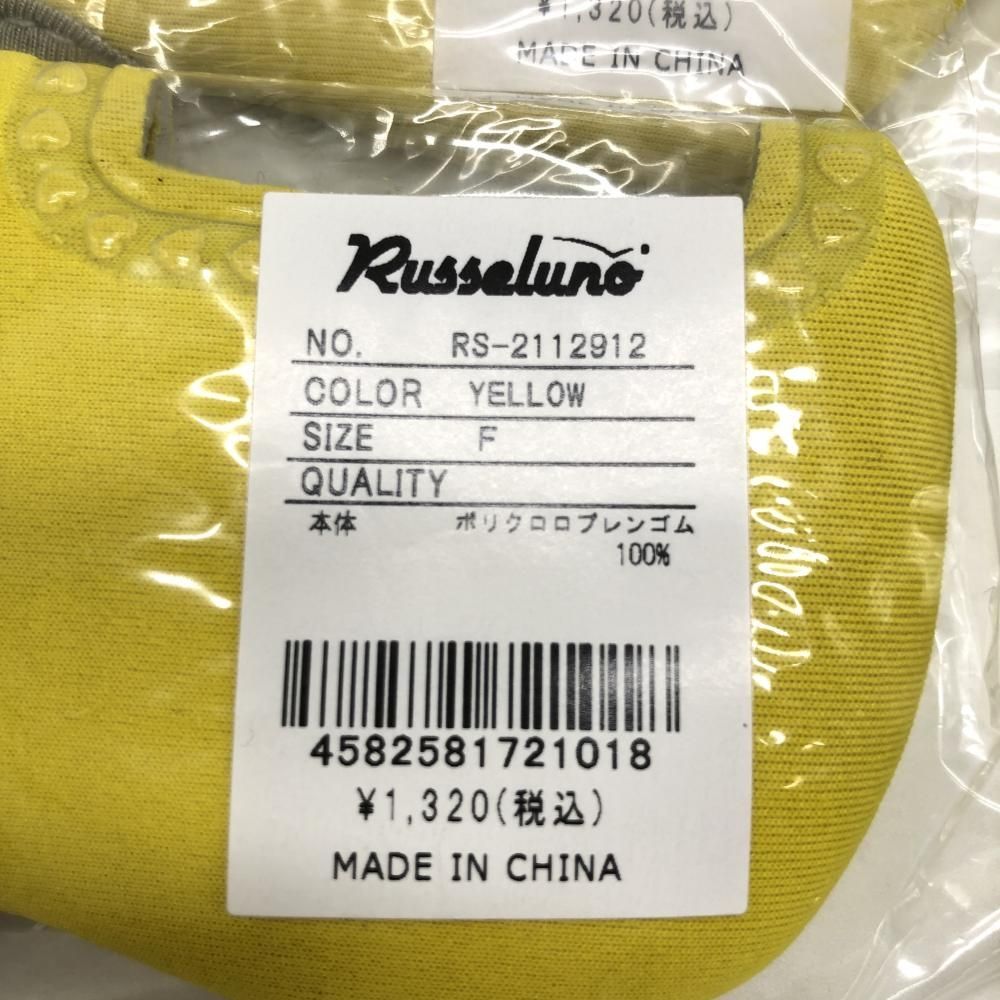 ¥1,320(税込)
MADE IN CHINA
Russeluno
NO. RS-2112912
COLOR YELLOW
SIZE F
QUALITY
本体 ポリクロロプレンゴム
100%
4582581721018
¥1,320(税込)
MADE IN CHINA